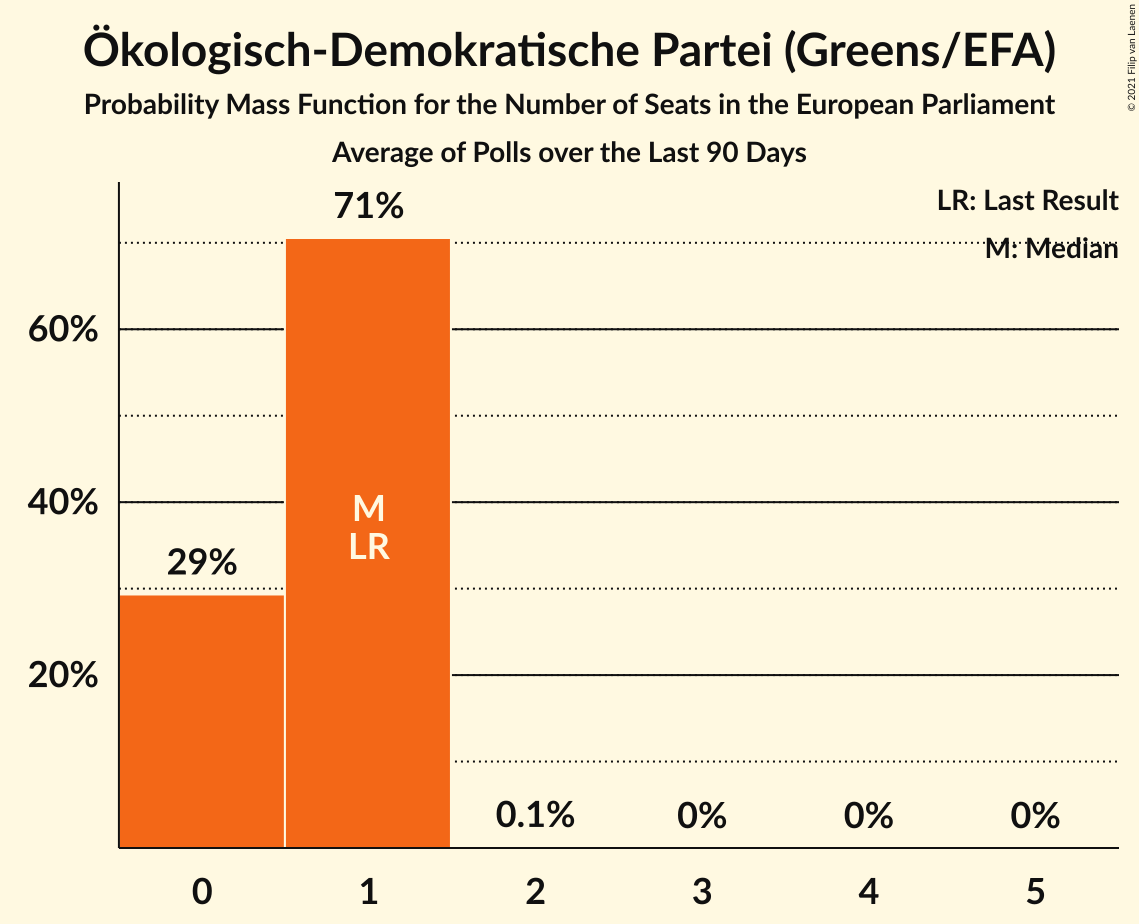 Ökologisch-Demokratische Partei (Greens/EFA)
Probability Mass Function for the Number of Seats in the European Parliament
Average of Polls over the Last 90 Days
© 2021 Filip van Laenen
LR: Last Result
M: Median
71%
60%
40%
20%
29%
M
LR
0.1%
0%
0%
0%
0
1
2
3
4
5